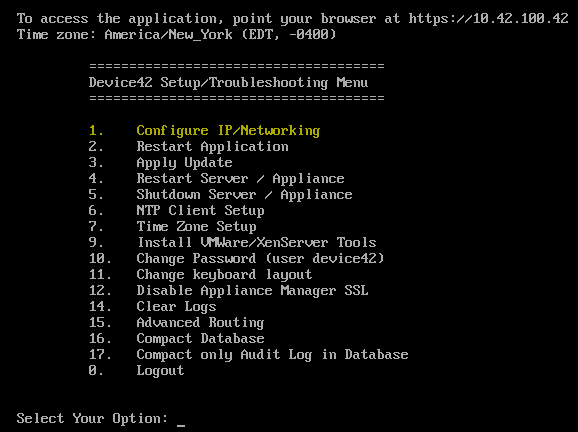 To access the application, point your browser at https://10.42.100.42
Time zone: America/New_York (EDT, -0400)
=====================================
Device42 Setup/Troubleshooting Menu
=====================================
1. Configure IP/Networking
2. Restart Application
3. Apply Update
4. Restart Server / Appliance
5. Shutdown Server / Appliance
6. NTP Client Setup
7. Time Zone Setup
9. Install VMWare/XenServer Tools
10. Change Password (user device42)
11. Change keyboard layout
12. Disable Appliance Manager SSL
14. Clear Logs
15. Advanced Routing
16. Compact Database
17. Compact only Audit Log in Database
0. Logout
Select Your Option: _